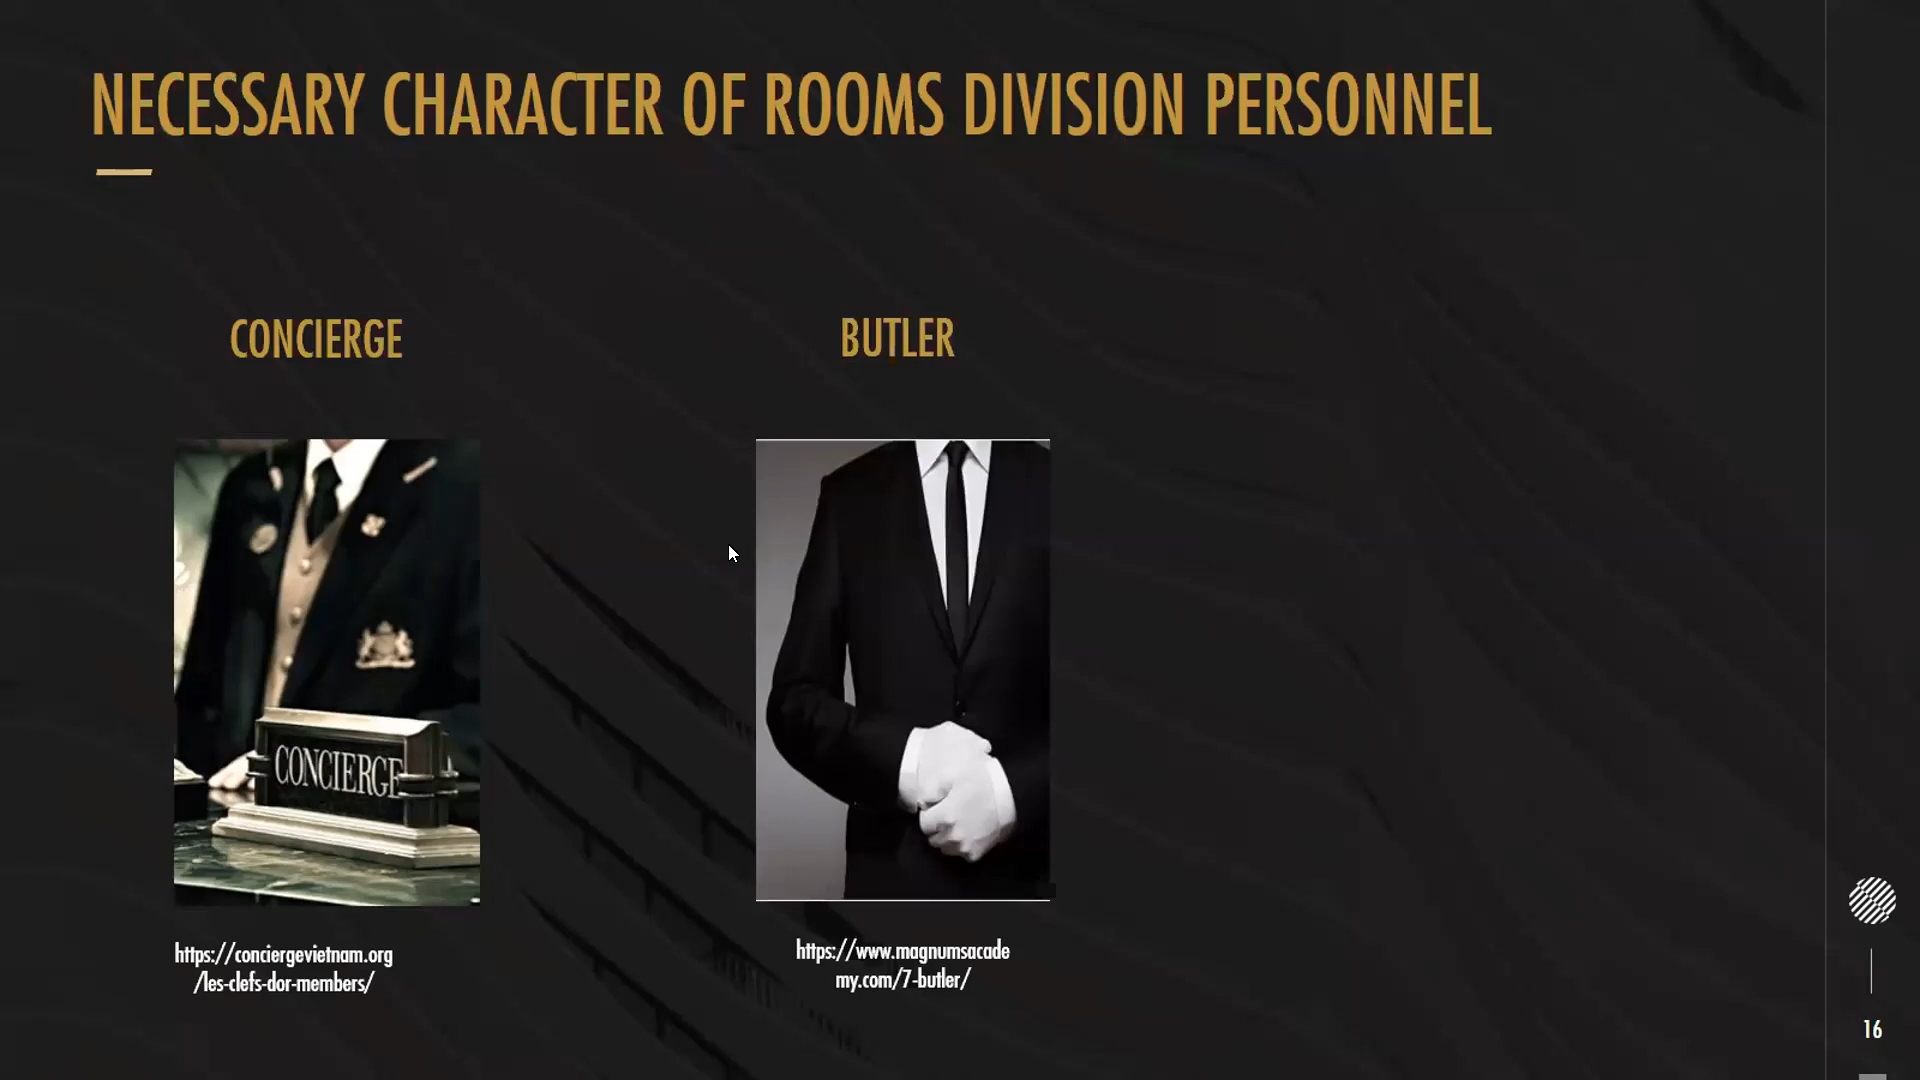 NECESSARY CHARACTER OF ROOMS DIVISION PERSONNEL
CONCIERGE
BUTLER
CONCIERGE
https://conciergevietnam.org
/les-clefs-dor-members/
https://www.magnumsacade
my.com/7-butler/
16